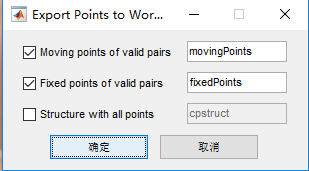 Export Points to Wor...
Moving points of valid pairs movingPoints
Fixed points of valid pairs fixedPoints
Structure with all points cpstruct
确定 取消